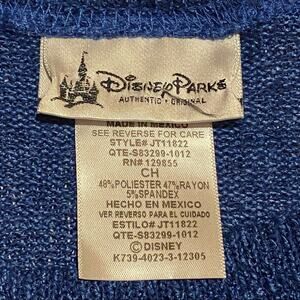 Disney Parks
AUTHENTIC • ORIGINAL
MADE IN MEXICO
SEE REVERSE FOR CARE
STYLE# JT11822
QTE-S83299-1012
RN# 129855
CH
48%POLIESTER 47%RAYON
5%SPANDEX
HECHO EN MEXICO
VER REVERSO PARA EL CUIDADO
ESTILO# JT11822
QTE-S83299-1012
©DISNEY
K739-4023-3-12305